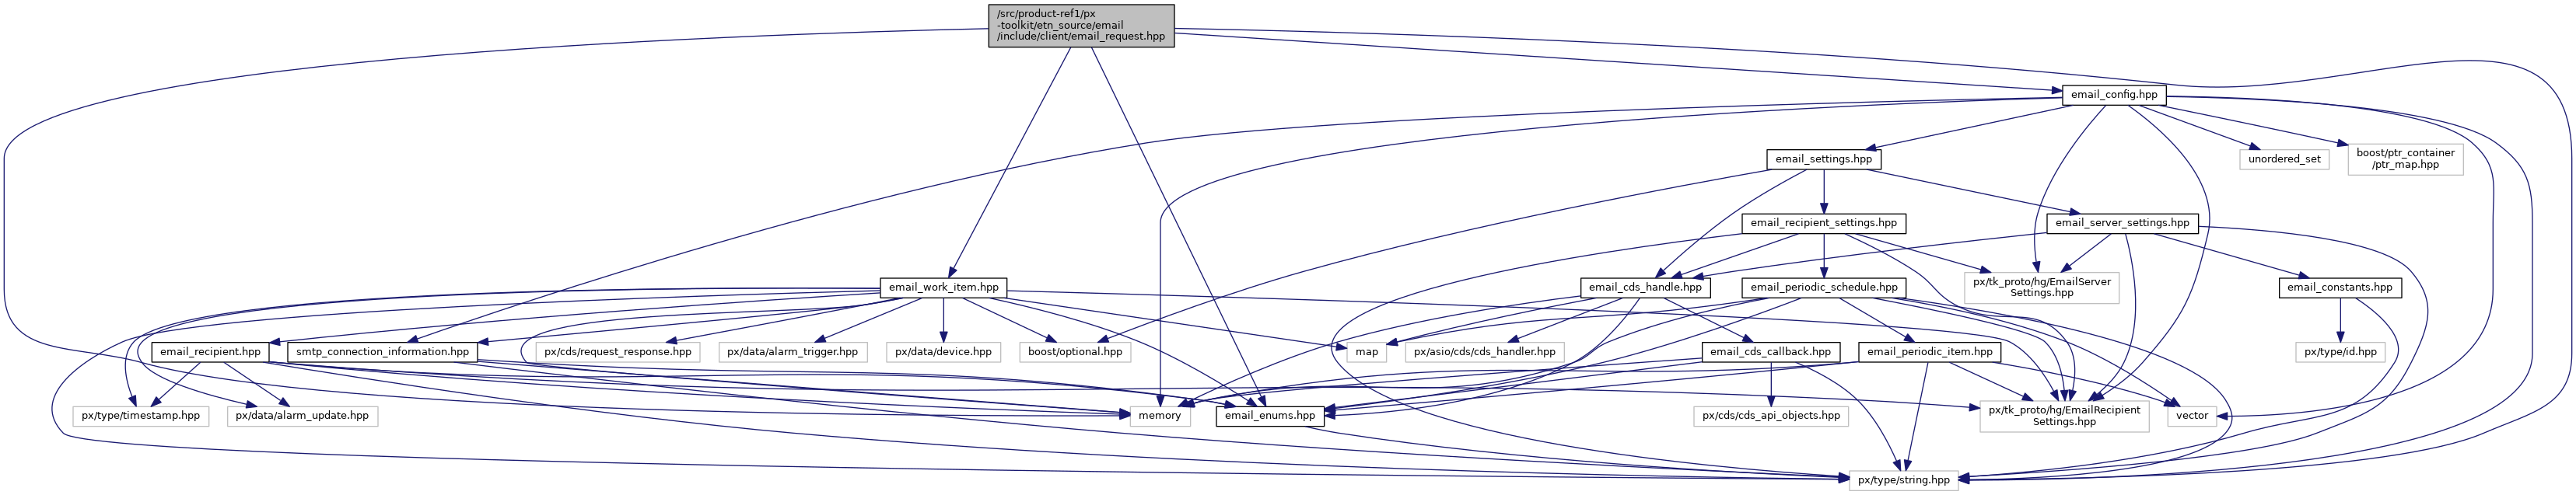 /src/product-ref1/px
-toolkit/etn_source/email
/include/client/email_request.hpp
email_config.hpp
email_settings.hpp
unordered_set
boost/ptr_container
/ptr_map.hpp
email_recipient_settings.hpp
email_server_settings.hpp
email_work_item.hpp
email_cds_handle.hpp
email_periodic_schedule.hpp
px/tk_proto/hg/EmailServer
Settings.hpp
email_constants.hpp
email_recipient.hpp
smtp_connection_information.hpp
px/cds/request_response.hpp
px/data/alarm_trigger.hpp
px/data/device.hpp
boost/optional.hpp
map
px/asio/cds/cds_handler.hpp
email_cds_callback.hpp
email_periodic_item.hpp
px/type/id.hpp
px/type/timestamp.hpp
px/data/alarm_update.hpp
memory
email_enums.hpp
px/cds/cds_api_objects.hpp
px/tk_proto/hg/EmailRecipient
Settings.hpp
vector
px/type/string.hpp